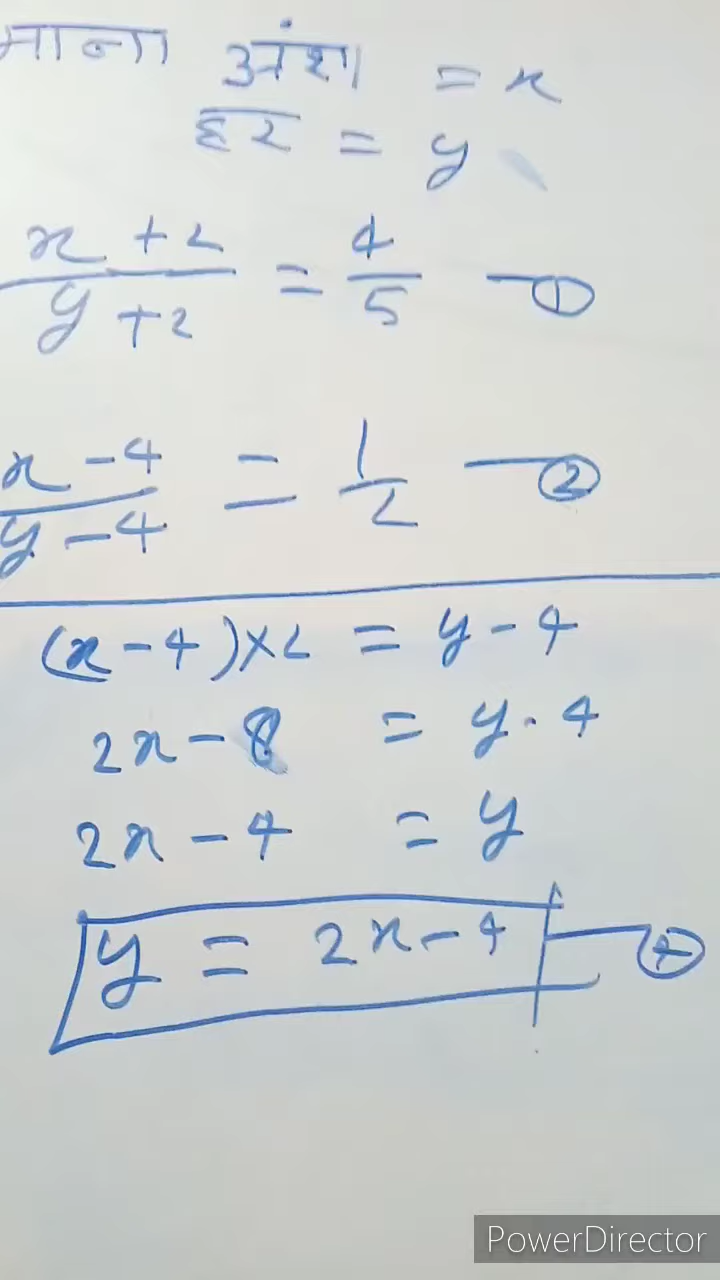 माना अंश = x
हर = y
x + 2 / y + 2 = 4 / 5 — ①
x - 4 / y - 4 = 1 / 2 — ②
(x - 4) × 2 = y - 4
2x - 8 = y - 4
2x - 4 = y
y = 2x - 4 — ④
PowerDirector